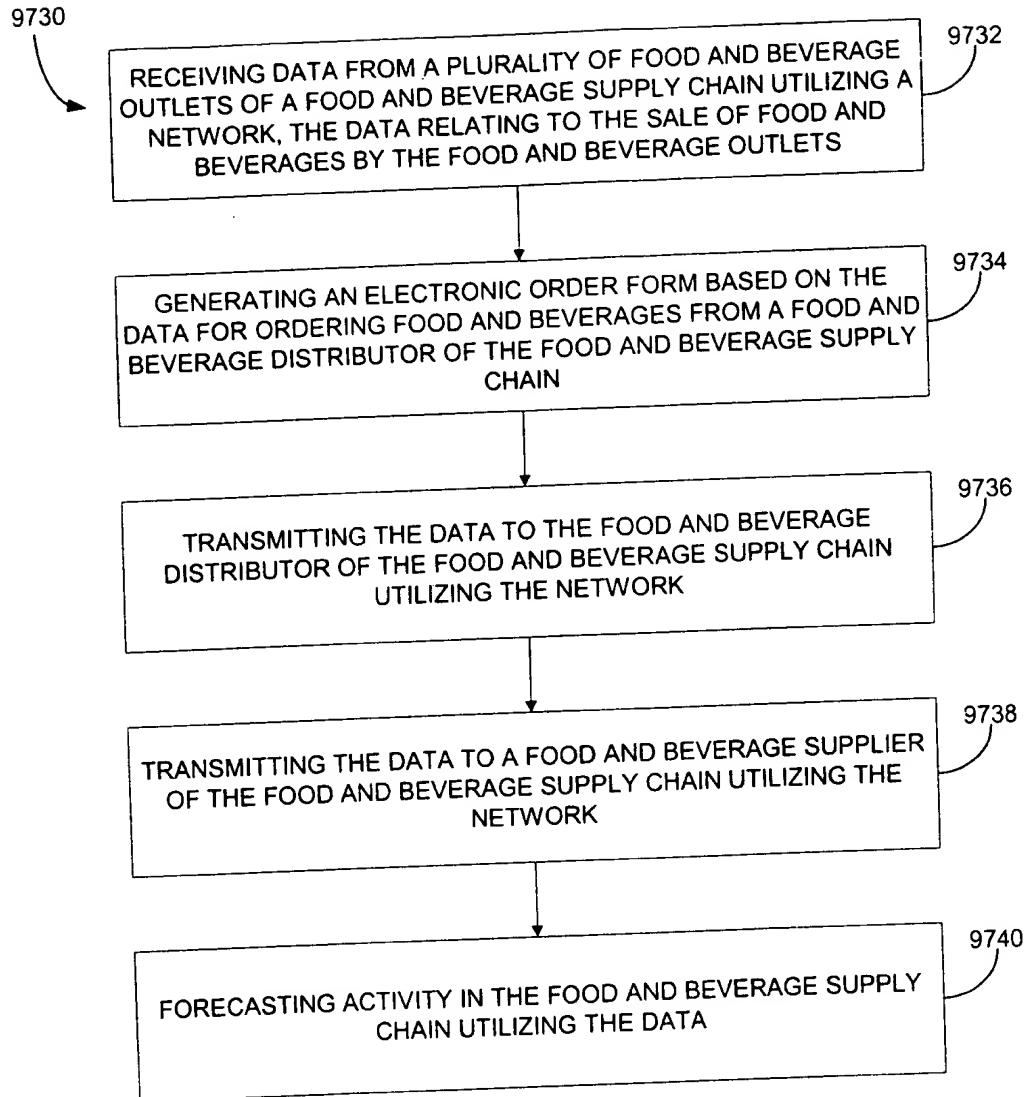 9730
9732
RECEIVING DATA FROM A PLURALITY OF FOOD AND BEVERAGE
OUTLETS OF A FOOD AND BEVERAGE SUPPLY CHAIN UTILIZING A
NETWORK, THE DATA RELATING TO THE SALE OF FOOD AND
BEVERAGES BY THE FOOD AND BEVERAGE OUTLETS
9734
GENERATING AN ELECTRONIC ORDER FORM BASED ON THE
DATA FOR ORDERING FOOD AND BEVERAGES FROM A FOOD AND
BEVERAGE DISTRIBUTOR OF THE FOOD AND BEVERAGE SUPPLY
CHAIN
9736
TRANSMITTING THE DATA TO THE FOOD AND BEVERAGE
DISTRIBUTOR OF THE FOOD AND BEVERAGE SUPPLY CHAIN
UTILIZING THE NETWORK
9738
TRANSMITTING THE DATA TO A FOOD AND BEVERAGE SUPPLIER
OF THE FOOD AND BEVERAGE SUPPLY CHAIN UTILIZING THE
NETWORK
9740
FORECASTING ACTIVITY IN THE FOOD AND BEVERAGE SUPPLY
CHAIN UTILIZING THE DATA